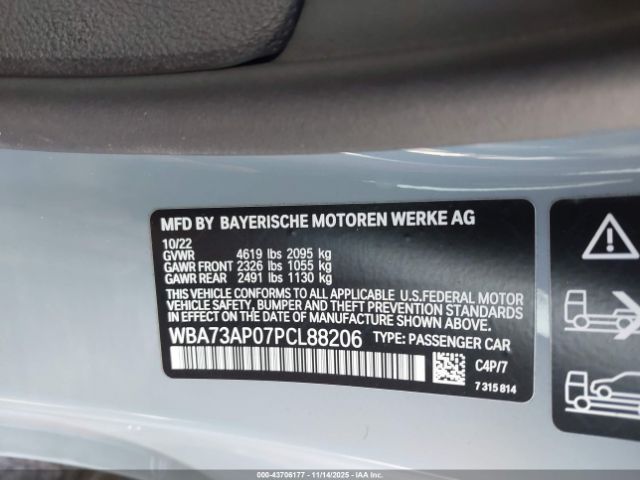 MFD BY BAYERISCHE MOTOREN WERKE AG
10/22
GVWR 4619 lbs 2095 kg
GAWR FRONT 2326 lbs 1055 kg
GAWR REAR 2491 lbs 1130 kg
THIS VEHICLE CONFORMS TO ALL APPLICABLE U.S.FEDERAL MOTOR
VEHICLE SAFETY, BUMPER, AND THEFT PREVENTION STANDARDS
IN EFFECT ON THE DATE OF MANUFACTURE SHOWN ABOVE.
WBA73AP07PCL88206 TYPE: PASSENGER CAR
C4P/7
7 315 814
000-43706177 - 11/14/2025 - IAA Inc.